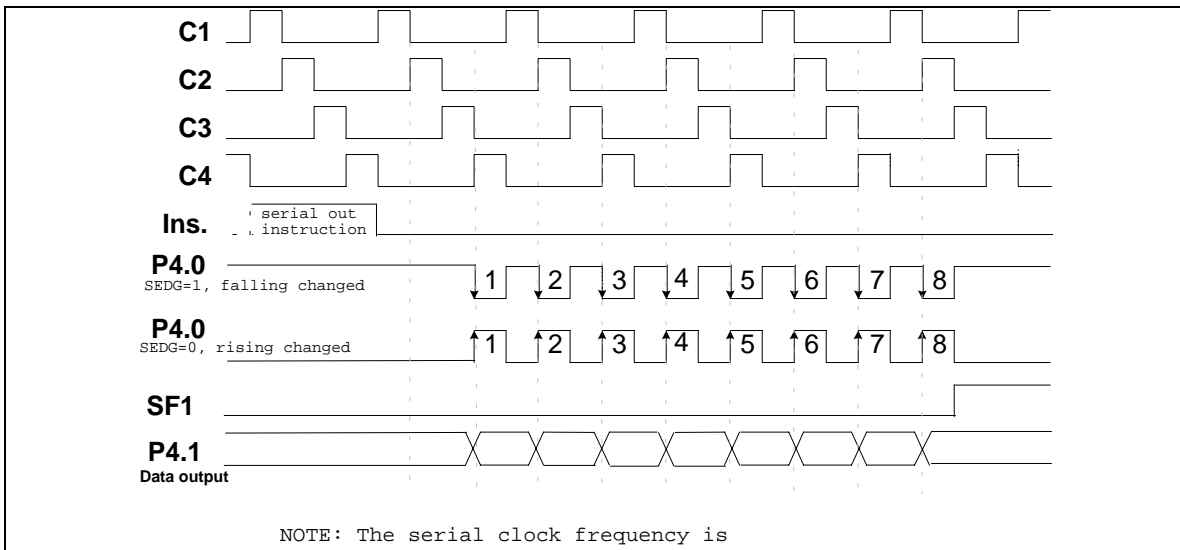 C1
C2
C3
C4
Ins.
serial out
instruction
P4.0
SEDG=1, falling changed
1 2 3 4 5 6 7 8
P4.0
SEDG=0, rising changed
1 2 3 4 5 6 7 8
SF1
P4.1
Data output
NOTE: The serial clock frequency is